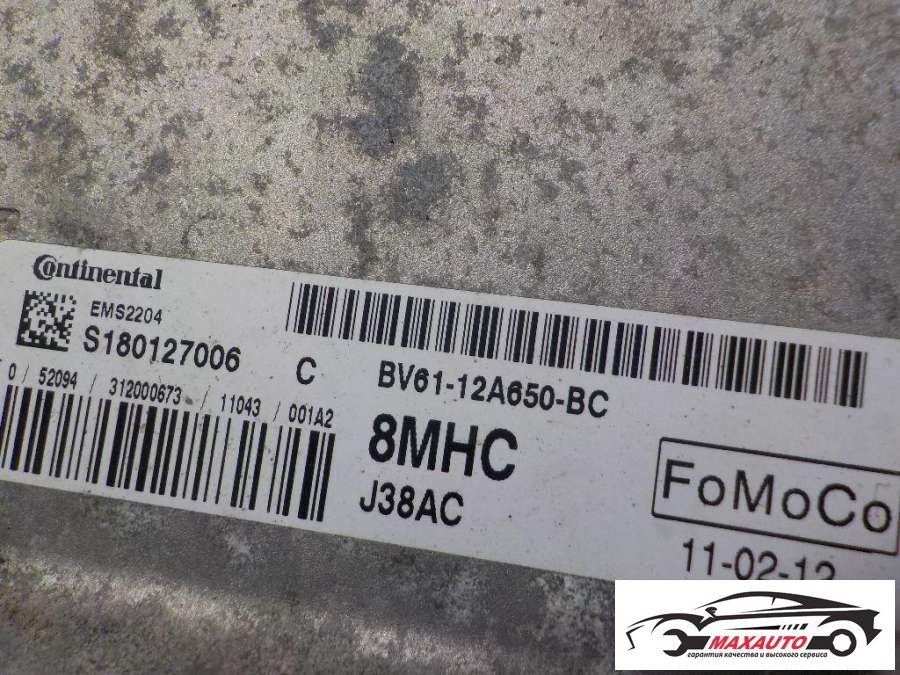 Continental
EMS2204
S180127006
C
0 / 52094 / 312000673 / 11043 / 001A2
BV61-12A650-BC
8MHC
J38AC
FoMoCo
11-02-12
MAXAUTO
гарантия качества и высокого сервиса